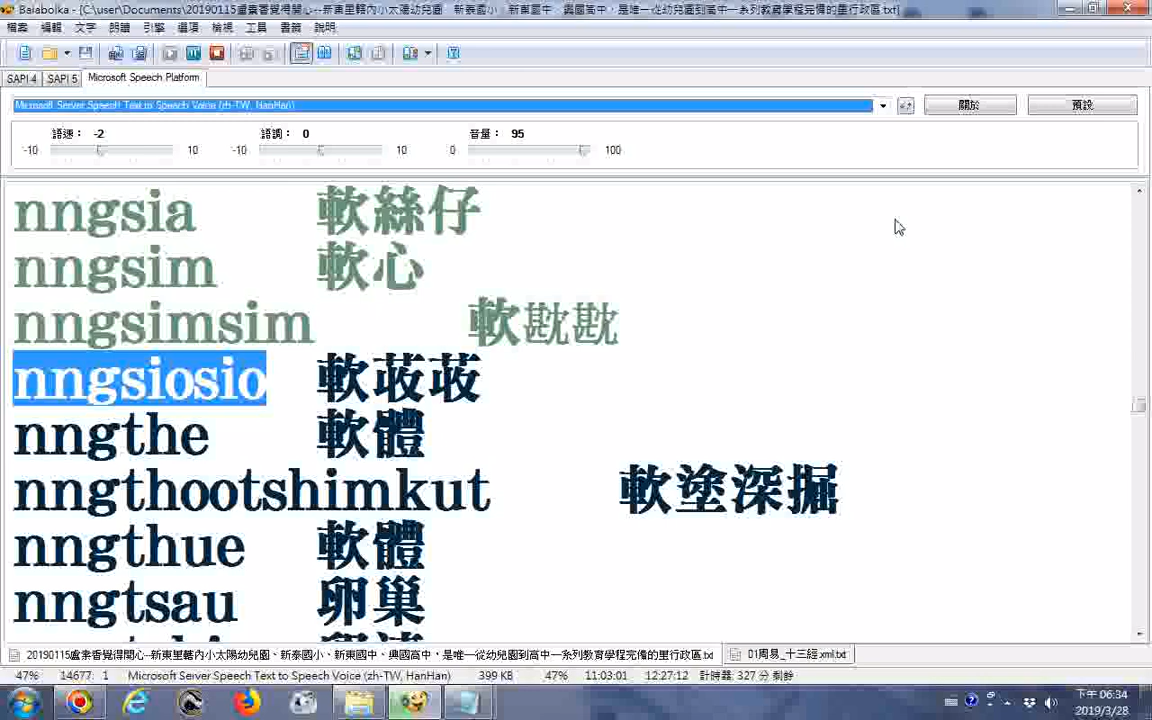 Balabolka - [C:\user\Documents\20190115盧素香覺得開心--新東里轄內小太陽幼兒園、新泰國小、新東國中、興國高中，是唯一從幼兒園到高中一系列教育學程完備的里行政區.txt]
檔案 編輯 文字 朗讀 引擎 選項 檢視 工具 書籤 說明
SAPI 4 SAPI 5 Microsoft Speech Platform
Microsoft Server Speech Text to Speech Voice (zh-TW, HanHan) 關於 預設
語速： -2 語調： 0 音量： 95
-10 10 -10 10 0 100
nngsia 軟絲仔
nngsim 軟心
nngsimsim 軟戡戡
nngsiosio 軟荍荍
nngthe 軟體
nngthootshimkut 軟塗深掘
nngthue 軟體
nngtsau 卵巢
20190115盧素香覺得開心--新東里轄內小太陽幼兒園、新泰國小、新東國中、興國高中，是唯一從幼兒園到高中一系列教育學程完備的里行政區.txt 01周易_十三經.xml.txt
47% 14677: 1 Microsoft Server Speech Text to Speech Voice (zh-TW, HanHan) 399 KB 47% 11:03:01 12:27:12 計時器: 327 分 剩餘
下午 06:34
2019/3/28